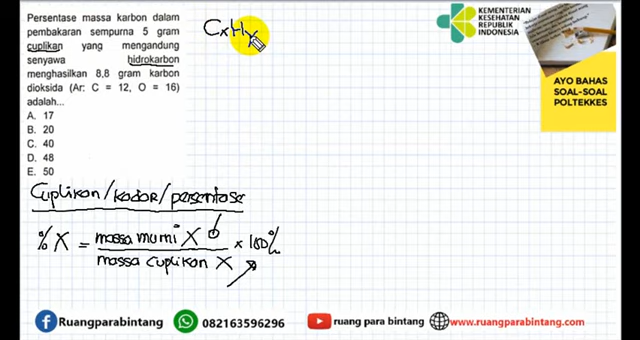 Persentase massa karbon dalam
pembakaran sempurna 5 gram
cuplikan yang mengandung
senyawa hidrokarbon
menghasilkan 8,8 gram karbon
dioksida (Ar: C = 12, O = 16)
adalah...
A. 17
B. 20
C. 40
D. 48
E. 50
CxHy
KEMENTERIAN
KESEHATAN
REPUBLIK
INDONESIA
AYO BAHAS
SOAL-SOAL
POLTEKKES
Cuplikan/kadar/persentase
% X = massa murni X × 100%
massa cuplikan X
Ruangparabintang
082163596296
ruang para bintang
www.ruangparabintang.com